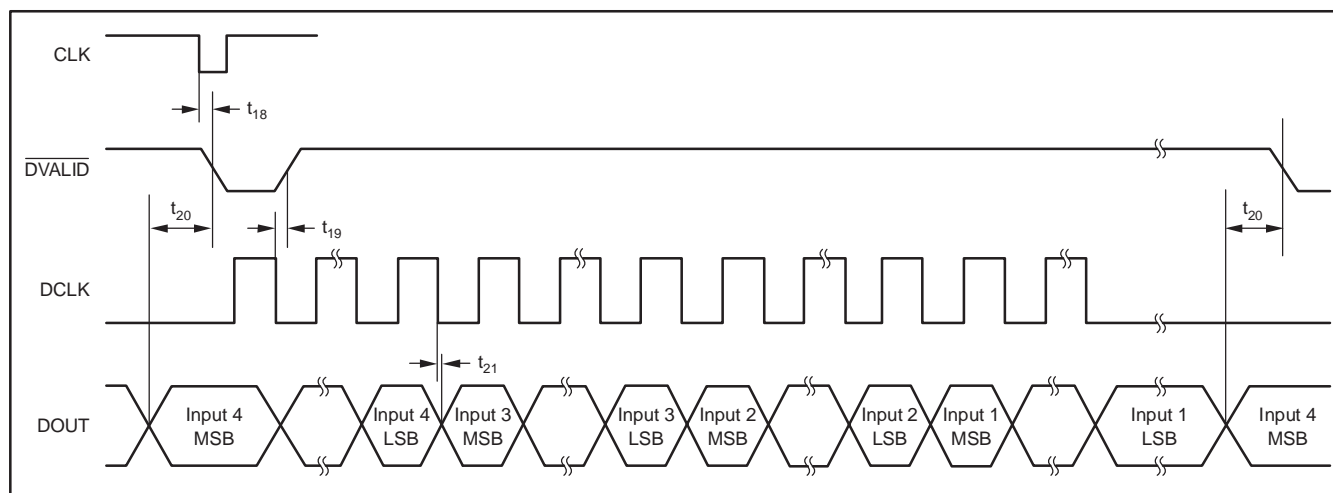 CLK
t18
DVALID
t20
t19
t20
DCLK
t21
DOUT
Input 4
MSB
Input 4
LSB
Input 3
MSB
Input 3
LSB
Input 2
MSB
Input 2
LSB
Input 1
MSB
Input 1
LSB
Input 4
MSB